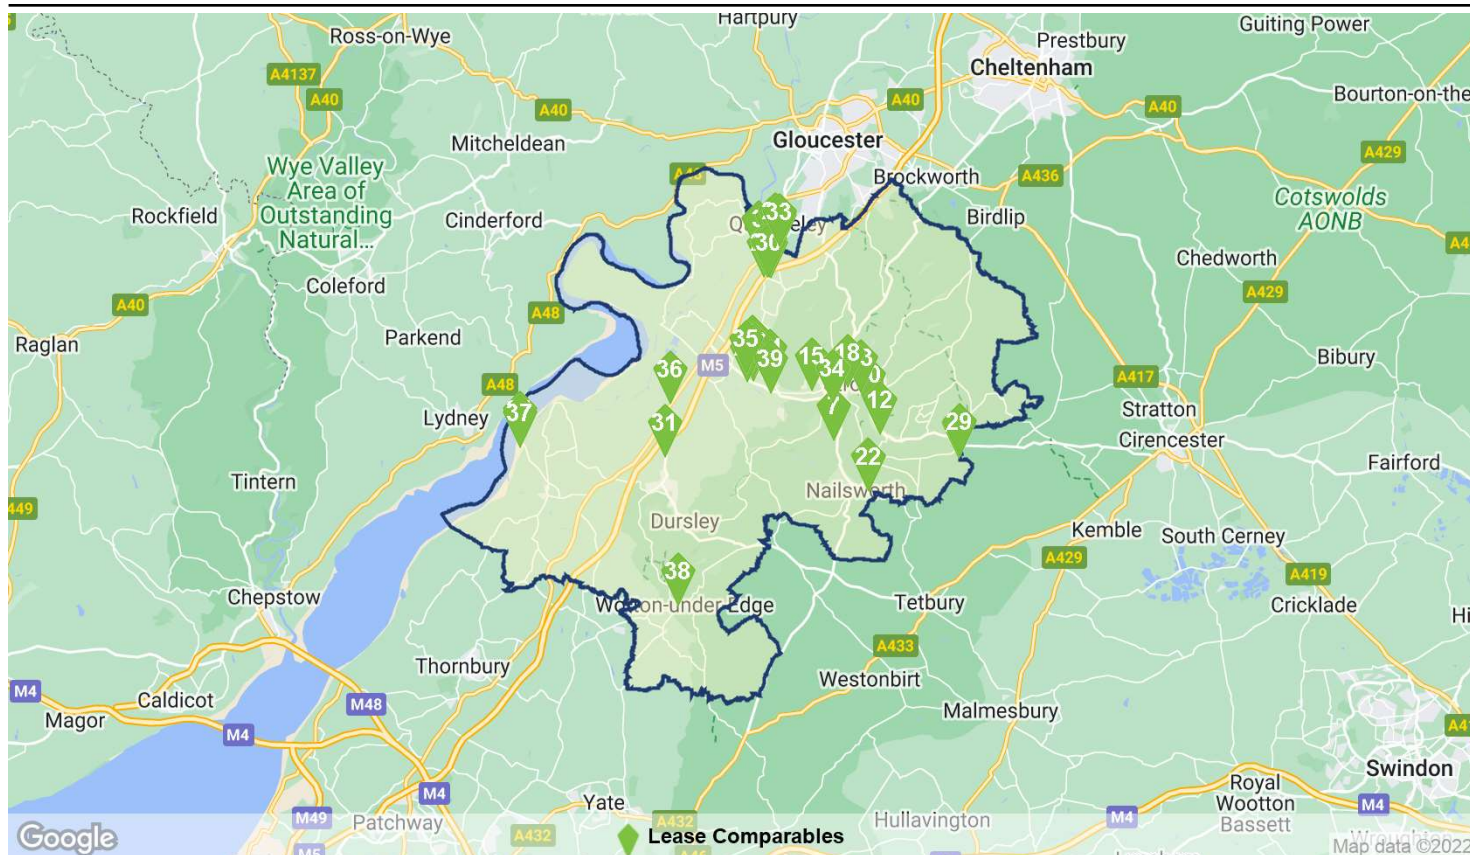 Hartpury
Guiting Power
Ross-on-Wye
Prestbury
Cheltenham
A4137
A40
A40
A40
A40
Bourton-on-the
Mitcheldean
Gloucester
A429
Wye Valley
Area of
Outstanding
Natural...
Brockworth
A436
Rockfield
Cinderford
33
Birdlip
Cotswolds
AONB
30
Chedworth
Coleford
A429
A40
A48
Parkend
Raglan
35
39
15
18
34
36
M5
Bibury
A48
A417
37
Lydney
31
7
12
29
Stratton
Cirencester
22
Fairford
Tintern
Nailsworth
Dursley
Kemble
South Cerney
A429
A419
38
Chepstow
Tetbury
Cricklade
A433
Thornbury
Westonbirt
M4
Caldicot
M48
Magor
M4
Malmesbury
Swindon
M4
Yate
Royal
Wootton
Bassett
M4
M4
M49
Patchway
A432
A432
Hullavington
Google
Lease Comparables
Map data ©2022